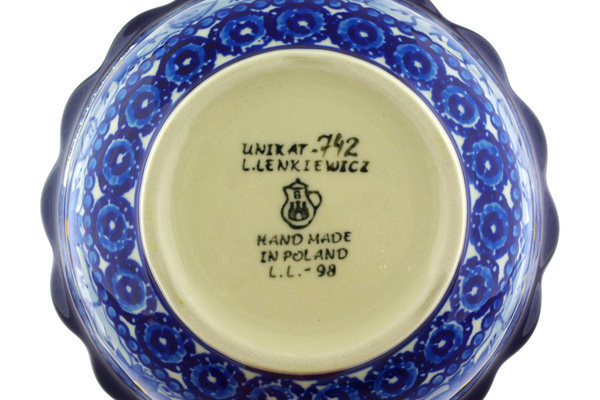 UNIKAT-742
L.LENKIEWICZ
B
HAND MADE
IN POLAND
L.L.-98